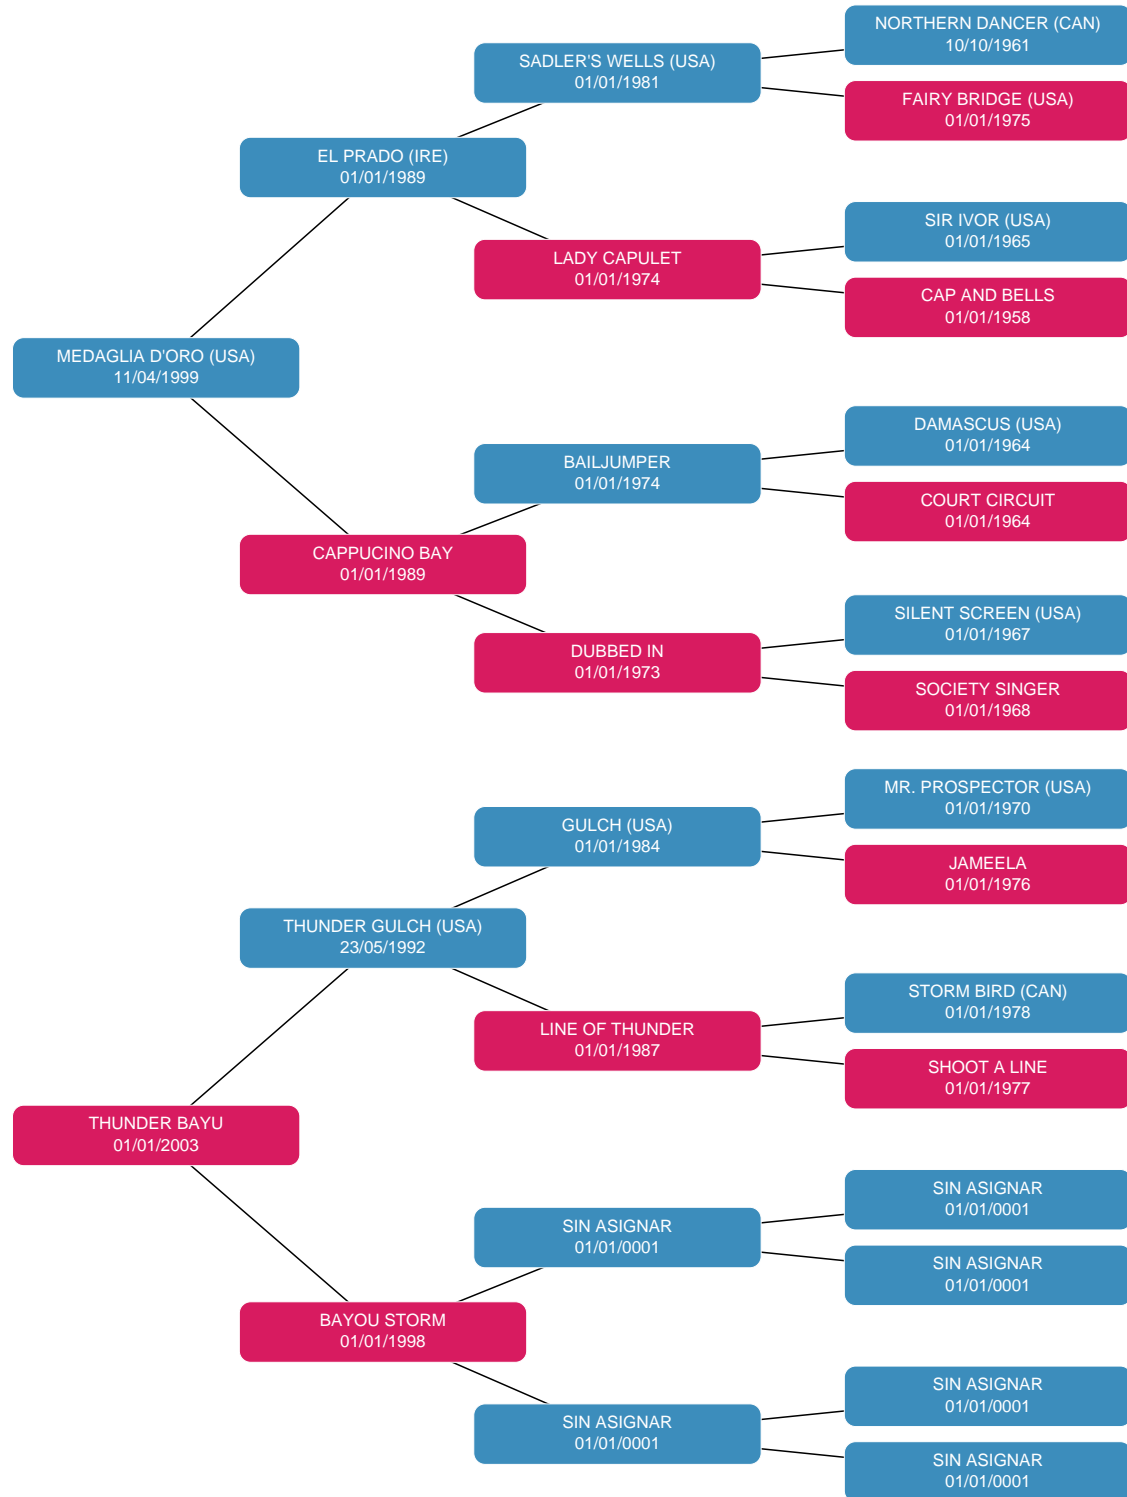 NORTHERN DANCER (CAN)
10/10/1961
SADLER'S WELLS (USA)
01/01/1981
FAIRY BRIDGE (USA)
01/01/1975
EL PRADO (IRE)
01/01/1989
SIR IVOR (USA)
01/01/1965
LADY CAPULET
01/01/1974
CAP AND BELLS
01/01/1958
MEDAGLIA D'ORO (USA)
11/04/1999
DAMASCUS (USA)
01/01/1964
BAILJUMPER
01/01/1974
COURT CIRCUIT
01/01/1964
CAPPUCINO BAY
01/01/1989
SILENT SCREEN (USA)
01/01/1967
DUBBED IN
01/01/1973
SOCIETY SINGER
01/01/1968
MR. PROSPECTOR (USA)
01/01/1970
GULCH (USA)
01/01/1984
JAMEELA
01/01/1976
THUNDER GULCH (USA)
23/05/1992
STORM BIRD (CAN)
01/01/1978
LINE OF THUNDER
01/01/1987
SHOOT A LINE
01/01/1977
THUNDER BAYU
01/01/2003
SIN ASIGNAR
01/01/0001
SIN ASIGNAR
01/01/0001
SIN ASIGNAR
01/01/0001
BAYOU STORM
01/01/1998
SIN ASIGNAR
01/01/0001
SIN ASIGNAR
01/01/0001
SIN ASIGNAR
01/01/0001